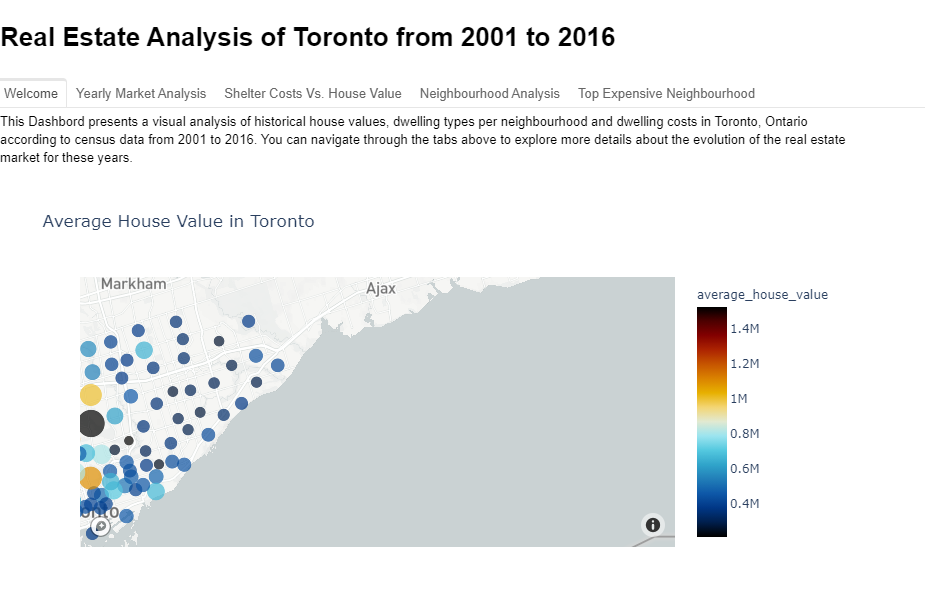 Real Estate Analysis of Toronto from 2001 to 2016
Welcome Yearly Market Analysis Shelter Costs Vs. House Value Neighbourhood Analysis Top Expensive Neighbourhood
This Dashbord presents a visual analysis of historical house values, dwelling types per neighbourhood and dwelling costs in Toronto, Ontario
according to census data from 2001 to 2016. You can navigate through the tabs above to explore more details about the evolution of the real estate
market for these years.
Average House Value in Toronto
Markham
Ajax
average_house_value
1.4M
1.2M
1M
0.8M
0.6M
0.4M